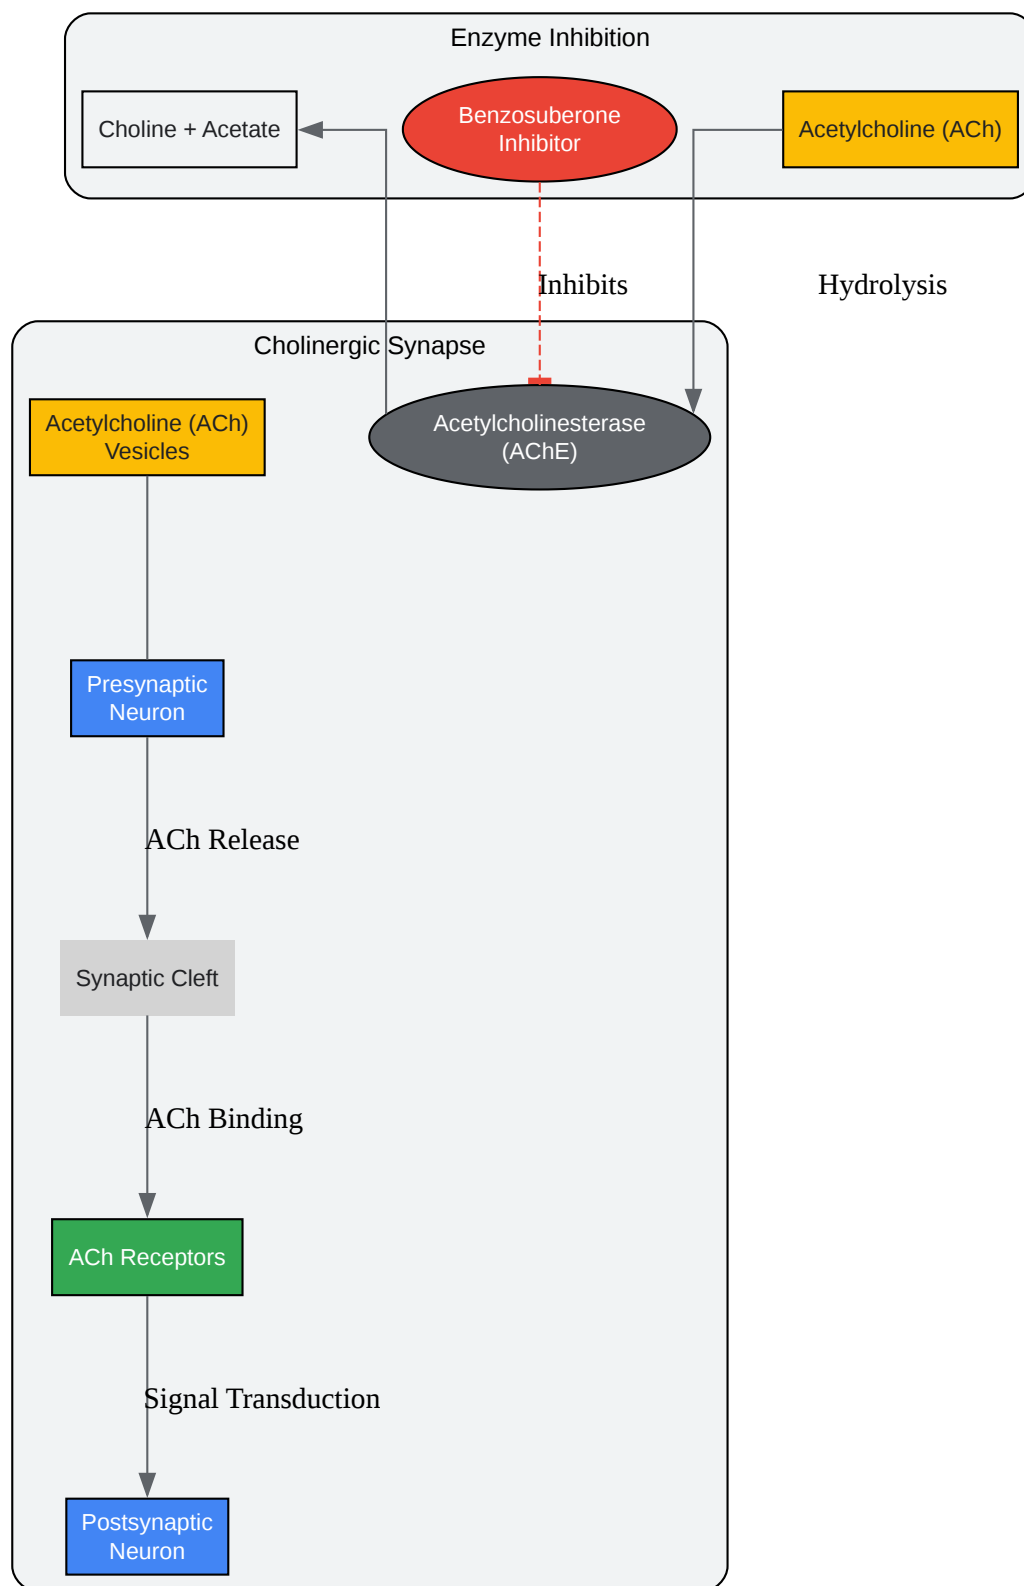 Enzyme Inhibition
Choline + Acetate
Benzosuberone
Inhibitor
Acetylcholine (ACh)
Inhibits
Hydrolysis
Cholinergic Synapse
Acetylcholine (ACh)
Vesicles
Acetylcholinesterase
(AChE)
Presynaptic
Neuron
ACh Release
Synaptic Cleft
ACh Binding
ACh Receptors
Signal Transduction
Postsynaptic
Neuron